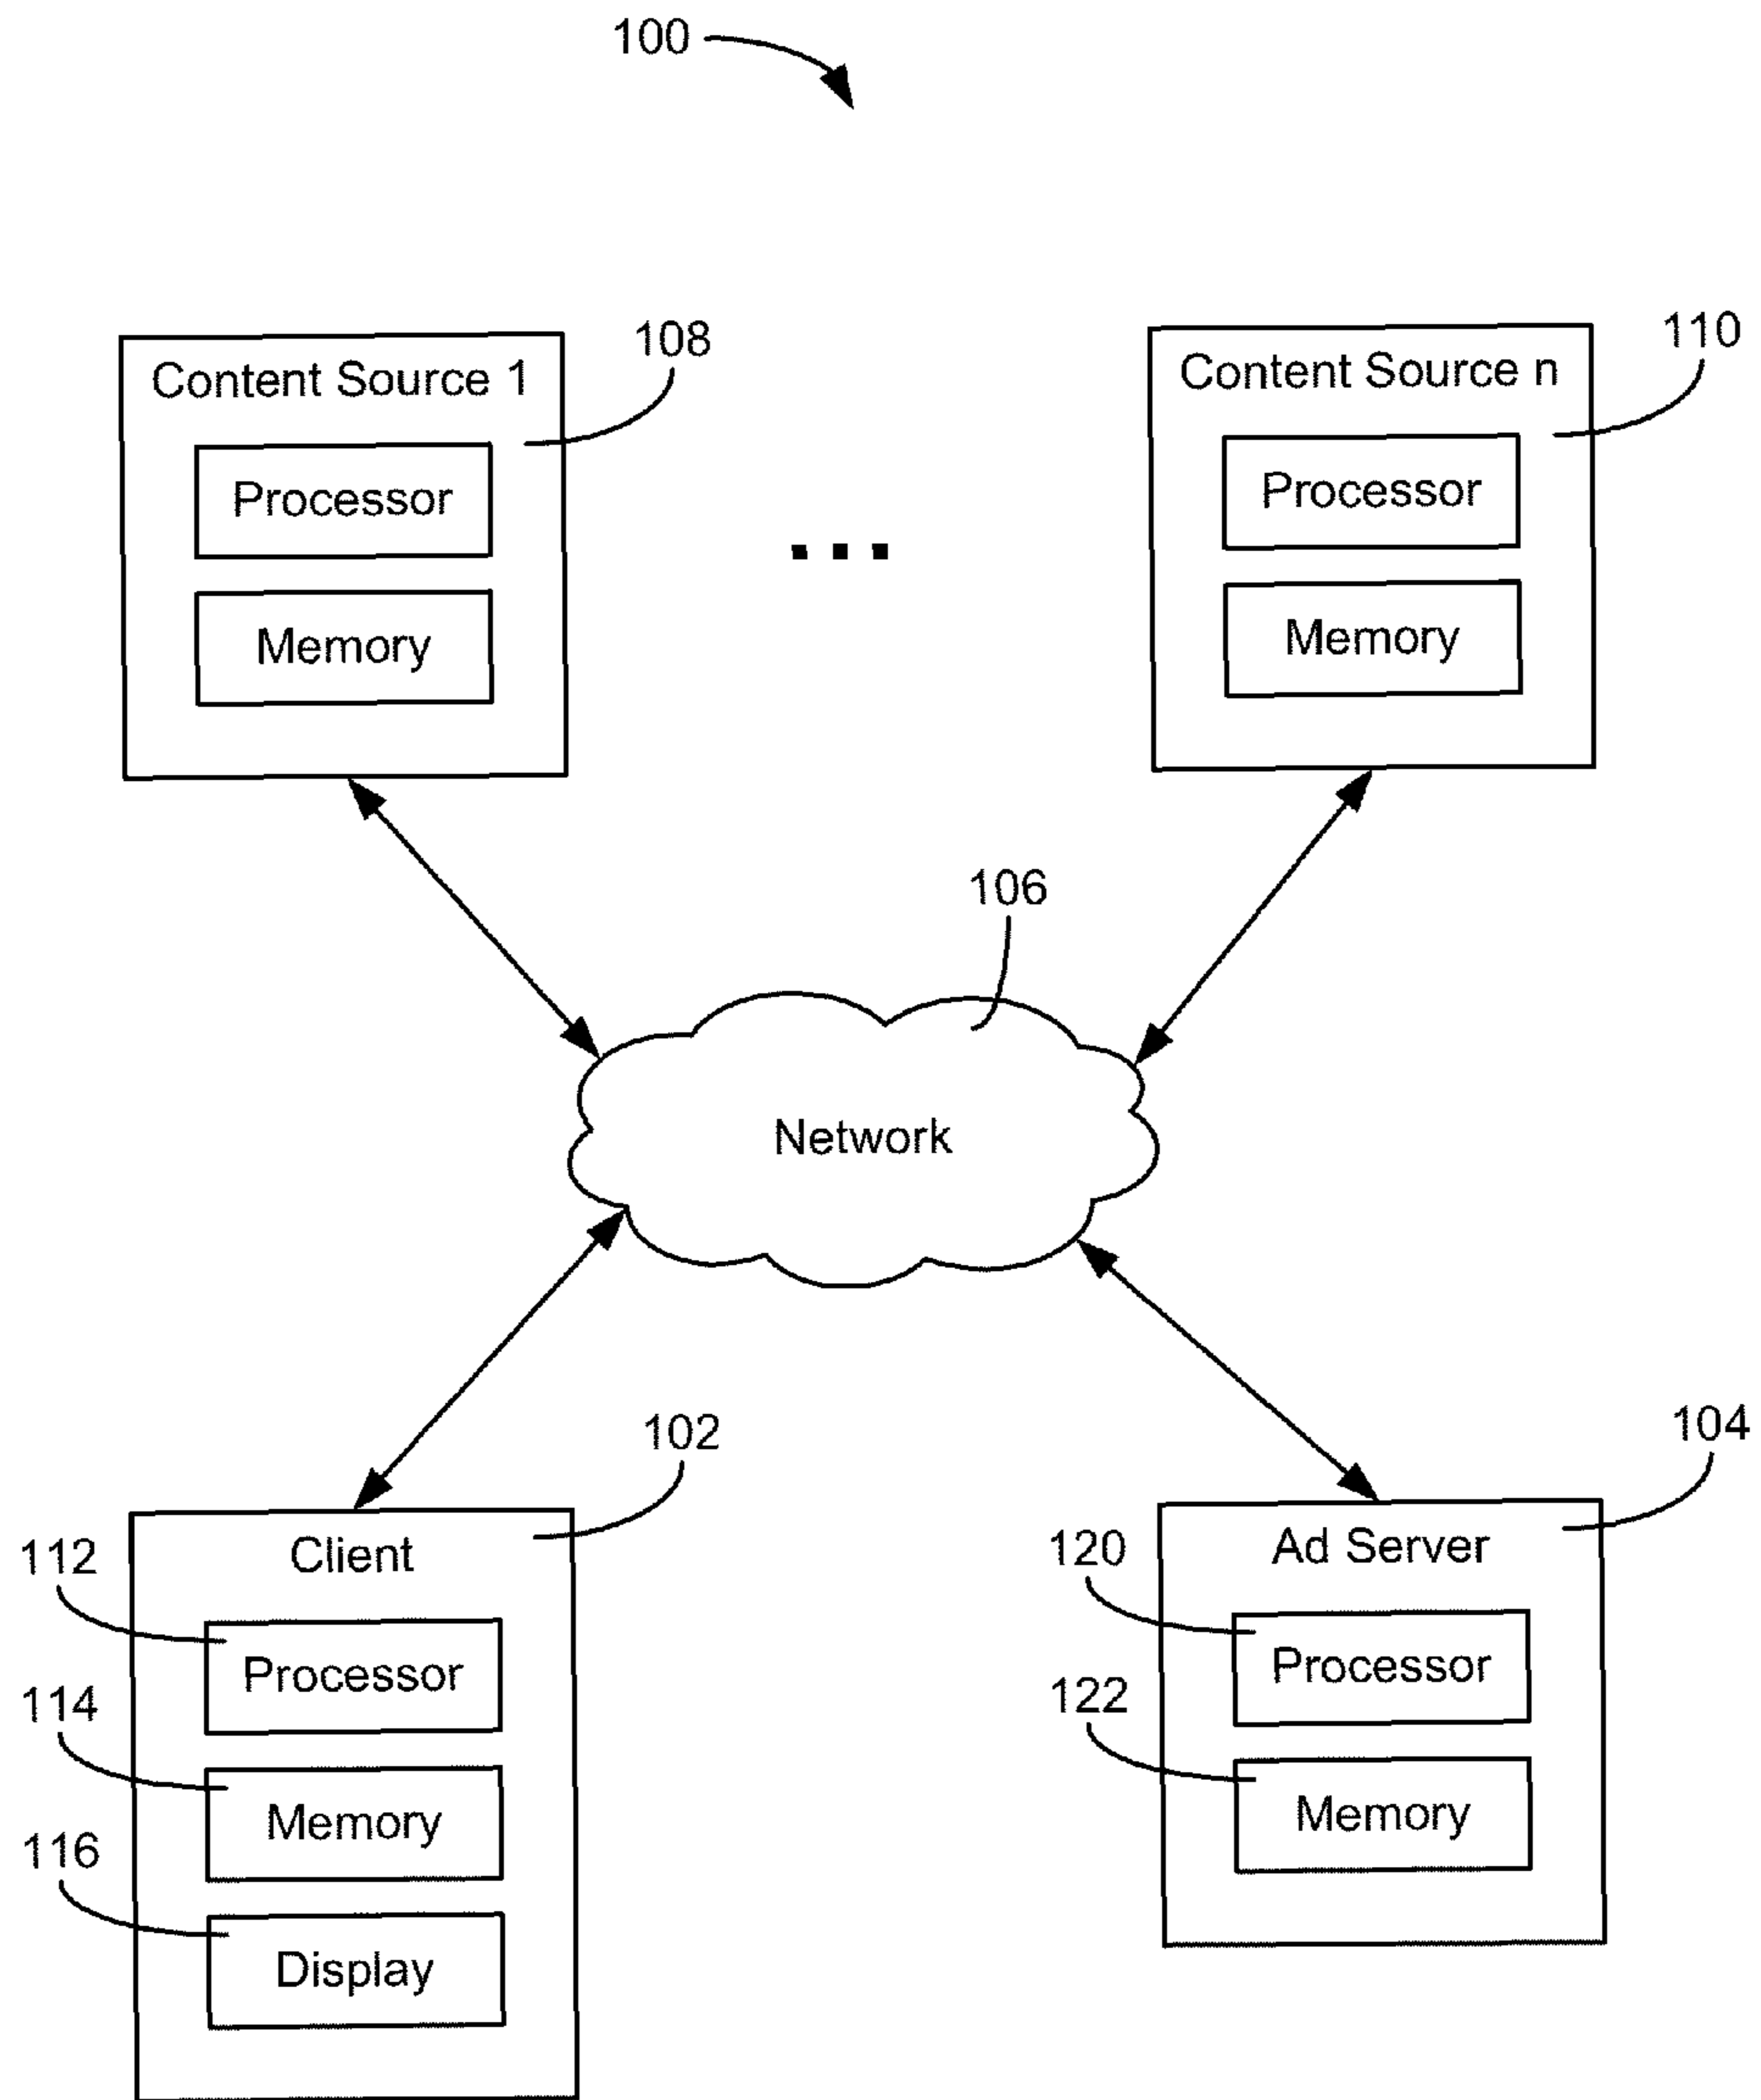 100
108
110
Content Source 1
Content Source n
Processor
Processor
...
Memory
Memory
106
Network
102
104
112
Client
120
Ad Server
Processor
Processor
114
122
Memory
Memory
116
Display